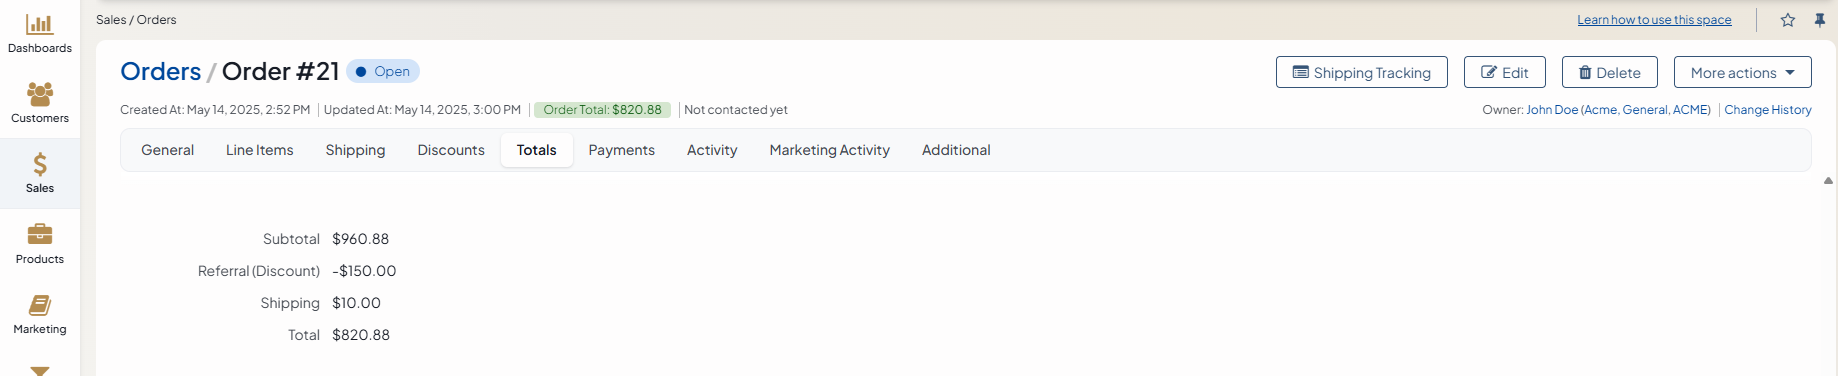 Sales / Orders
Learn how to use this space
Dashboards
Customers
Sales
Products
Marketing
Orders / Order #21 Open
Shipping Tracking
Edit
Delete
More actions
Created At: May 14, 2025, 2:52 PM Updated At: May 14, 2025, 3:00 PM Order Total: $820.88 Not contacted yet
Owner: John Doe (Acme, General, ACME) Change History
General Line Items Shipping Discounts Totals Payments Activity Marketing Activity Additional
Subtotal $960.88
Referral (Discount) -$150.00
Shipping $10.00
Total $820.88